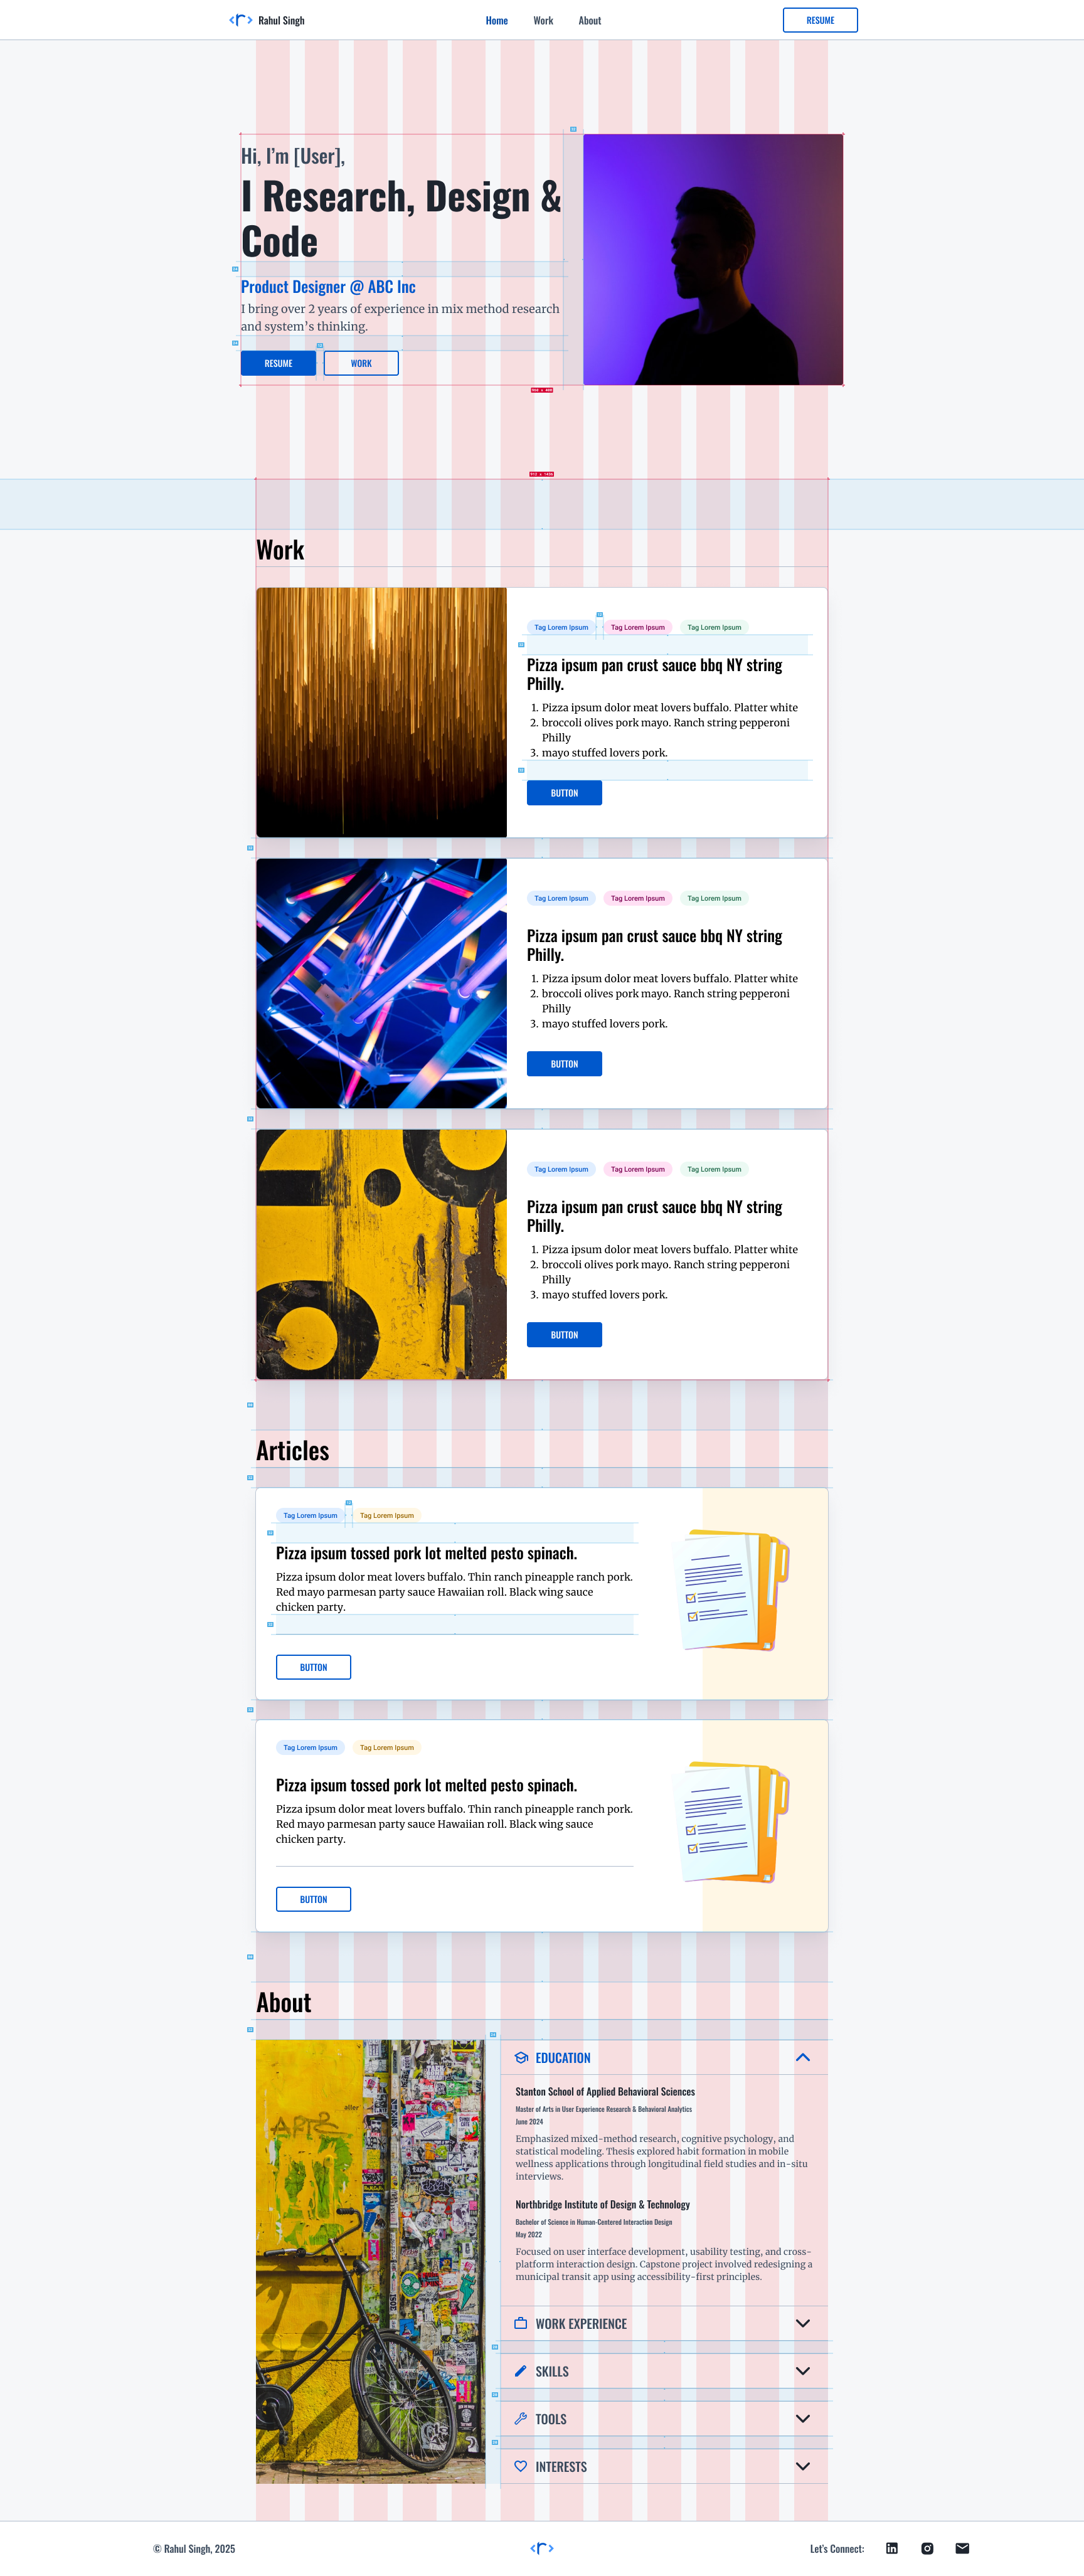 <r> Rahul Singh
Home
Work
About
RESUME
Hi, I'm [User],
I Research, Design &
Code
Product Designer @ ABC Inc
I bring over 2 years of experience in mix method research
and system's thinking.
RESUME
WORK
Work
Tag Lorem Ipsum
Tag Lorem Ipsum
Tag Lorem Ipsum
Pizza ipsum pan crust sauce bbq NY string
Philly.
1. Pizza ipsum dolor meat lovers buffalo. Platter white
2. broccoli olives pork mayo. Ranch string pepperoni
Philly
3. mayo stuffed lovers pork.
BUTTON
Tag Lorem Ipsum
Tag Lorem Ipsum
Tag Lorem Ipsum
Pizza ipsum pan crust sauce bbq NY string
Philly.
1. Pizza ipsum dolor meat lovers buffalo. Platter white
2. broccoli olives pork mayo. Ranch string pepperoni
Philly
3. mayo stuffed lovers pork.
BUTTON
Tag Lorem Ipsum
Tag Lorem Ipsum
Tag Lorem Ipsum
Pizza ipsum pan crust sauce bbq NY string
Philly.
1. Pizza ipsum dolor meat lovers buffalo. Platter white
2. broccoli olives pork mayo. Ranch string pepperoni
Philly
3. mayo stuffed lovers pork.
BUTTON
Articles
Tag Lorem Ipsum
Tag Lorem Ipsum
Pizza ipsum tossed pork lot melted pesto spinach.
Pizza ipsum dolor meat lovers buffalo. Thin ranch pineapple ranch pork.
Red mayo parmesan party sauce Hawaiian roll. Black wing sauce
chicken party.
BUTTON
Tag Lorem Ipsum
Tag Lorem Ipsum
Pizza ipsum tossed pork lot melted pesto spinach.
Pizza ipsum dolor meat lovers buffalo. Thin ranch pineapple ranch pork.
Red mayo parmesan party sauce Hawaiian roll. Black wing sauce
chicken party.
BUTTON
About
EDUCATION
Stanton School of Applied Behavioral Sciences
Master of Arts in User Experience Research & Behavioral Analytics
June 2024
Emphasized mixed-method research, cognitive psychology, and
statistical modeling. Thesis explored habit formation in mobile
wellness applications through longitudinal field studies and in-situ
interviews.
Northbridge Institute of Design & Technology
Bachelor of Science in Human-Centered Interaction Design
May 2022
Focused on user interface development, usability testing, and cross-
platform interaction design. Capstone project involved redesigning a
municipal transit app using accessibility-first principles.
WORK EXPERIENCE
SKILLS
TOOLS
INTERESTS
© Rahul Singh, 2025
<r>
Let's Connect: